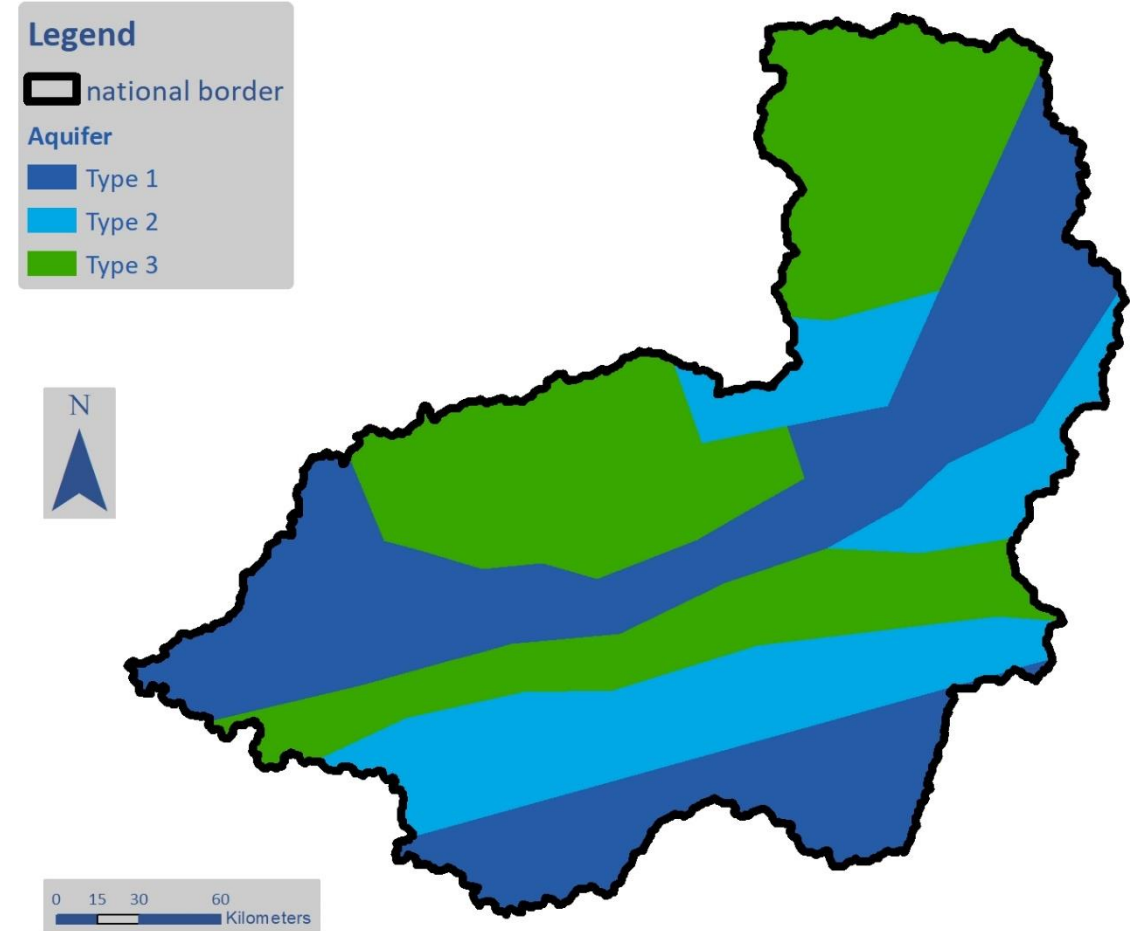 Legend
national border
Aquifer
Type 1
Type 2
Type 3
N
0 15 30 60
Kilometers